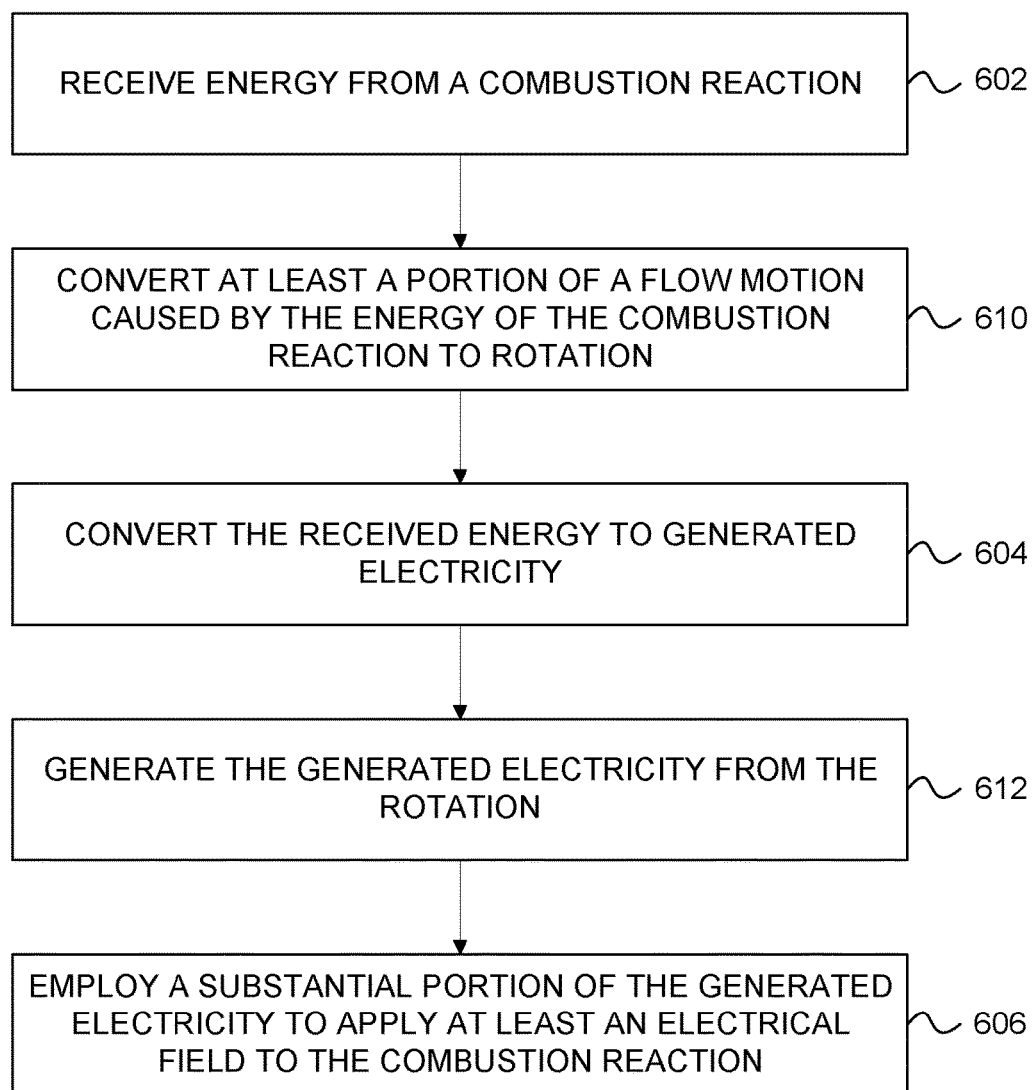 RECEIVE ENERGY FROM A COMBUSTION REACTION
602
CONVERT AT LEAST A PORTION OF A FLOW MOTION
CAUSED BY THE ENERGY OF THE COMBUSTION
REACTION TO ROTATION
610
CONVERT THE RECEIVED ENERGY TO GENERATED
ELECTRICITY
604
GENERATE THE GENERATED ELECTRICITY FROM THE
ROTATION
612
EMPLOY A SUBSTANTIAL PORTION OF THE GENERATED
ELECTRICITY TO APPLY AT LEAST AN ELECTRICAL
FIELD TO THE COMBUSTION REACTION
606